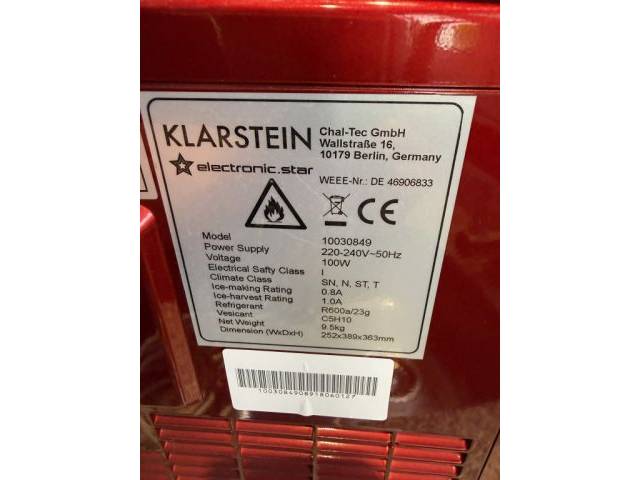 KLARSTEIN
electronic.star
Chal-Tec GmbH
Wallstraße 16,
10179 Berlin, Germany
WEEE-Nr.: DE 46906833
CE
Model 10030849
Power Supply 220-240V~50Hz
Voltage 100W
Electrical Safty Class I
Climate Class SN, N, ST, T
Ice-making Rating 0.8A
Ice-harvest Rating 1.0A
Refrigerant R600a/23g
Vesicant C5H10
Net Weight 9.5kg
Dimension (WxDxH) 252x389x363mm
1003084908918060127